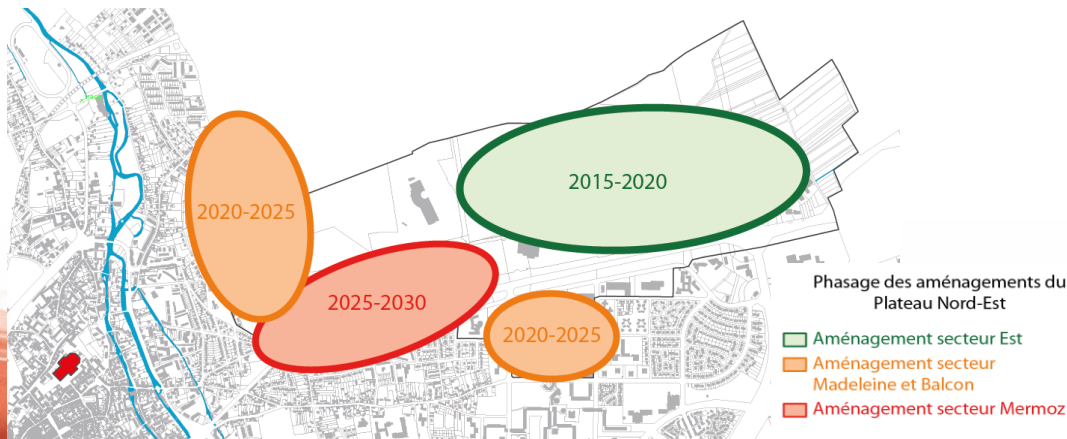 2015-2020
2020-2025
2025-2030
2020-2025
Phasage des aménagements du
Plateau Nord-Est
Aménagement secteur Est
Aménagement secteur
Madeleine et Balcon
Aménagement secteur Mermoz